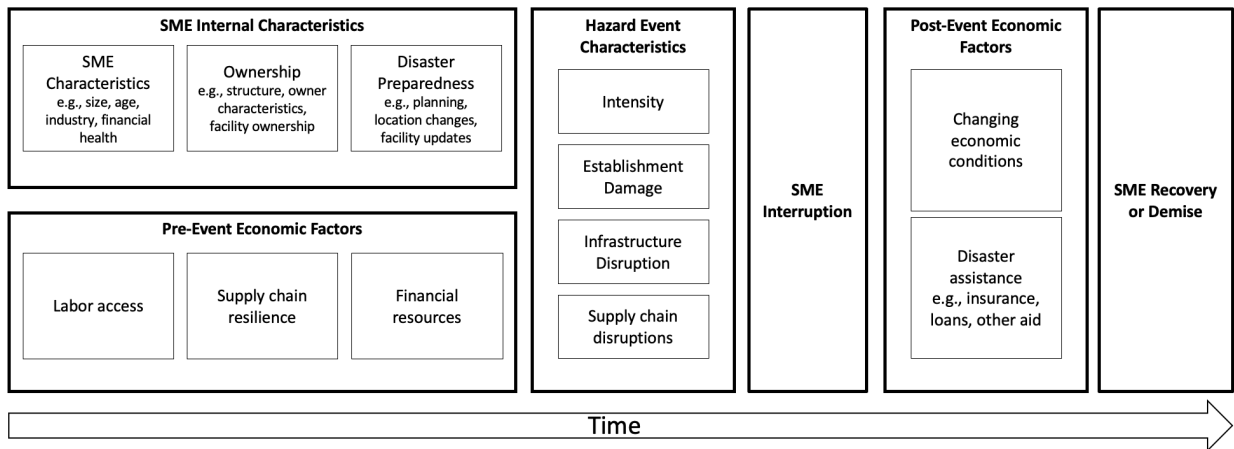 SME Internal Characteristics
SME
Characteristics
e.g., size, age,
industry, financial
health
Ownership
e.g., structure, owner
characteristics,
facility ownership
Disaster
Preparedness
e.g., planning,
location changes,
facility updates
Pre-Event Economic Factors
Labor access
Supply chain
resilience
Financial
resources
Hazard Event
Characteristics
Intensity
Establishment
Damage
Infrastructure
Disruption
Supply chain
disruptions
SME
Interruption
Post-Event Economic
Factors
Changing
economic
conditions
Disaster
assistance
e.g., insurance,
loans, other aid
SME Recovery
or Demise
Time